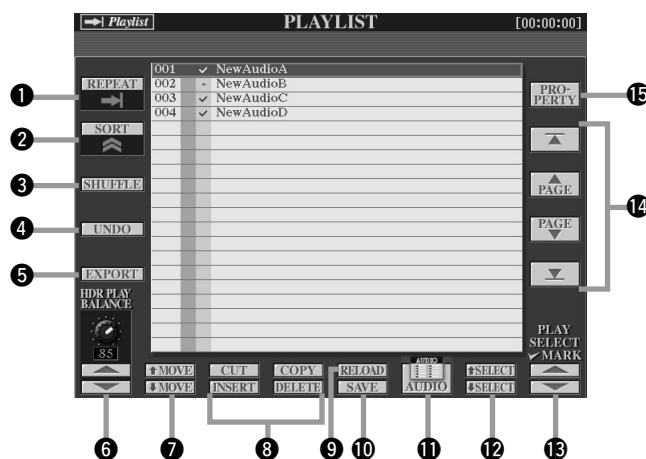 Playlist PLAYLIST [00:00:00]
001 ✓ NewAudioA
002 - NewAudioB
003 ✓ NewAudioC
004 ✓ NewAudioD
1 REPEAT
2 SORT
3 SHUFFLE
4 UNDO
5 EXPORT
HDR PLAY
BALANCE
85
PRO-
PERTY 15
PAGE
PAGE
14
PLAY
SELECT
✓MARK
⬆MOVE CUT COPY RELOAD AUDIO ⬆SELECT
⬇MOVE INSERT DELETE SAVE AUDIO ⬇SELECT
6 7 8 9 10 11 12 13